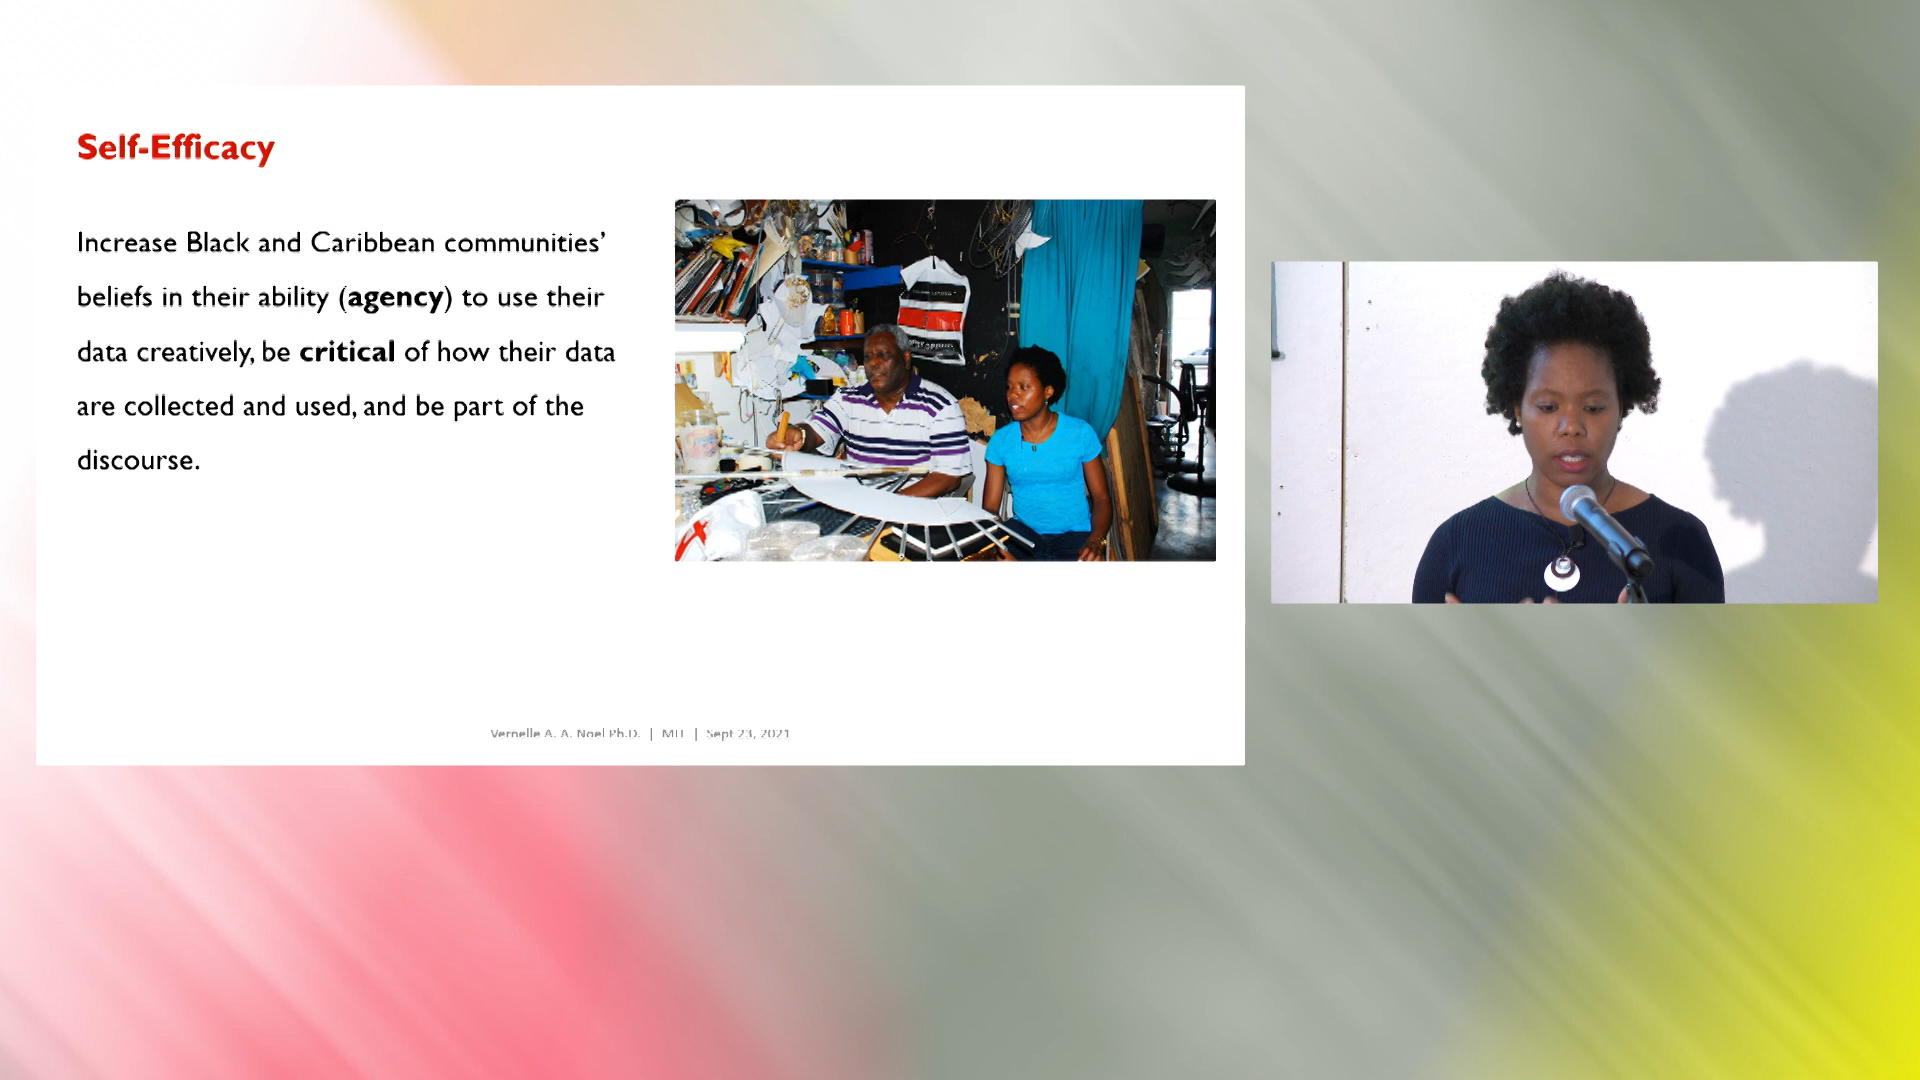 Self-Efficacy
Increase Black and Caribbean communities’
beliefs in their ability (agency) to use their
data creatively, be critical of how their data
are collected and used, and be part of the
discourse.
Vernelle A. A. Noel Ph.D. | MIT | Sept 23, 2021